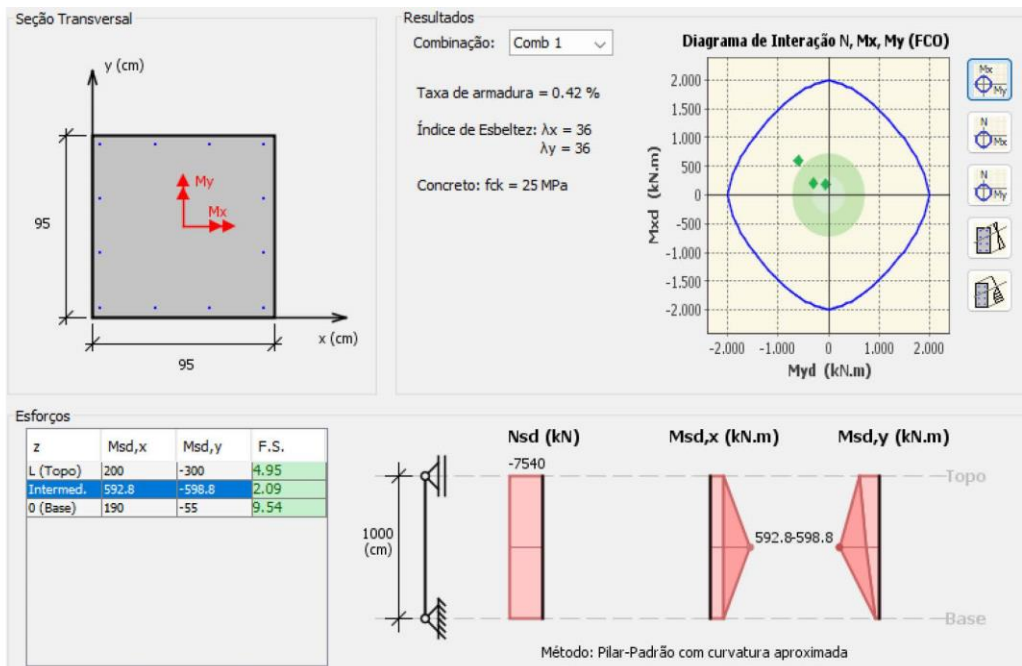 Seção Transversal
y (cm)
My
Mx
95
x (cm)
95
Resultados
Combinação: Comb 1
Taxa de armadura = 0.42 %
Índice de Esbeltez: λx = 36
λy = 36
Concreto: fck = 25 MPa
Diagrama de Interação N, Mx, My (FCO)
2.000
1.500
1.000
500
0
-500
-1.000
-1.500
-2.000
Mxd (kN.m)
-2.000 -1.000 0 1.000 2.000
Myd (kN.m)
Mx
My
N
Mx
N
My
Esforços
z Msd,x Msd,y F.S.
L (Topo) 200 -300 4.95
Intermed. 592.8 -598.8 2.09
0 (Base) 190 -55 9.54
1000
(cm)
Nsd (kN) Msd,x (kN.m) Msd,y (kN.m)
-7540
Topo
592.8-598.8
Base
Método: Pilar-Padrão com curvatura aproximada